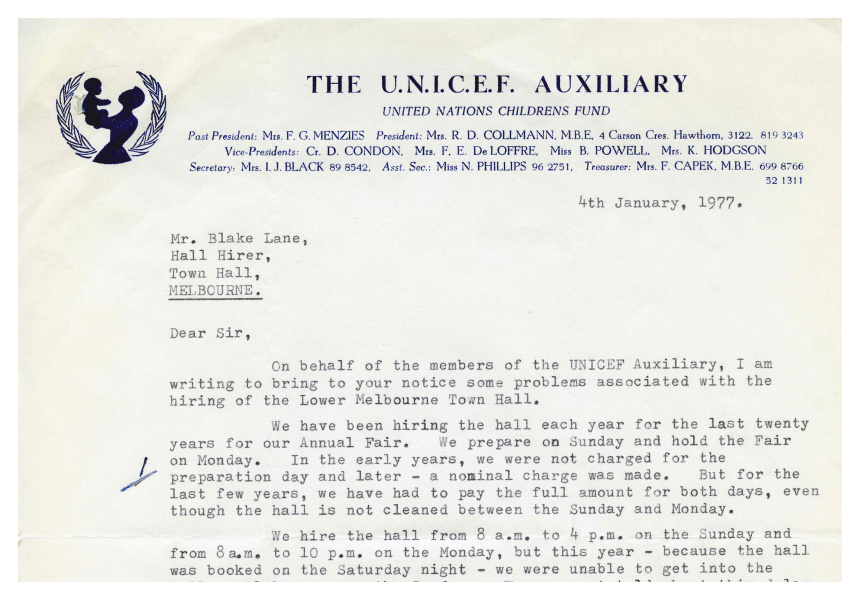 THE U.N.I.C.E.F. AUXILIARY
UNITED NATIONS CHILDRENS FUND
Past President: Mrs. F. G. MENZIES President: Mrs. R. D. COLLMANN, M.B.E, 4 Carson Cres. Hawthorn, 3122. 819 3243
Vice-Presidents: Cr. D. CONDON, Mrs. F. E. De LOFFRE, Miss B. POWELL, Mrs. K. HODGSON
Secretary: Mrs. I. J. BLACK 89 8542, Asst. Sec.: Miss N. PHILLIPS 96 2751, Treasurer: Mrs. F. CAPEK, M.B.E. 699 8766
52 1311
4th January, 1977.
Mr. Blake Lane,
Hall Hirer,
Town Hall,
MELBOURNE.
Dear Sir,
On behalf of the members of the UNICEF Auxiliary, I am
writing to bring to your notice some problems associated with the
hiring of the Lower Melbourne Town Hall.
We have been hiring the hall each year for the last twenty
years for our Annual Fair. We prepare on Sunday and hold the Fair
on Monday. In the early years, we were not charged for the
preparation day and later - a nominal charge was made. But for the
last few years, we have had to pay the full amount for both days, even
though the hall is not cleaned between the Sunday and Monday.
We hire the hall from 8 a.m. to 4 p.m. on the Sunday and
from 8 a.m. to 10 p.m. on the Monday, but this year - because the hall
was booked on the Saturday night - we were unable to get into the